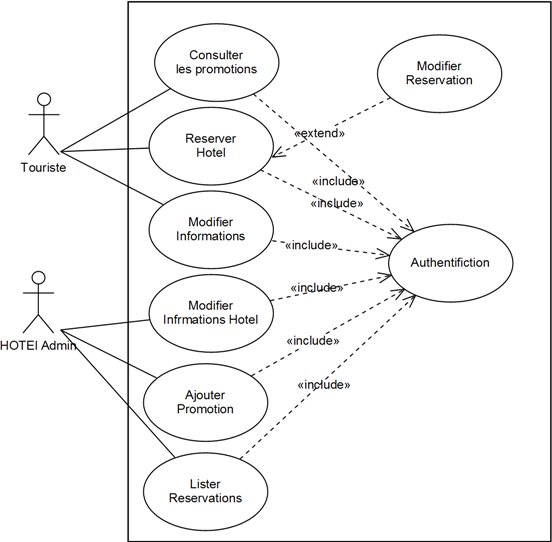 Consulter
les promotions
Modifier
Reservation
Touriste
Reserver
Hotel
«extend»
«include»
«include»
Modifier
Informations
«include»
Authentifiction
HOTEl Admin
Modifier
Infrmations Hotel
«include»
Ajouter
Promotion
«include»
«include»
Lister
Reservations